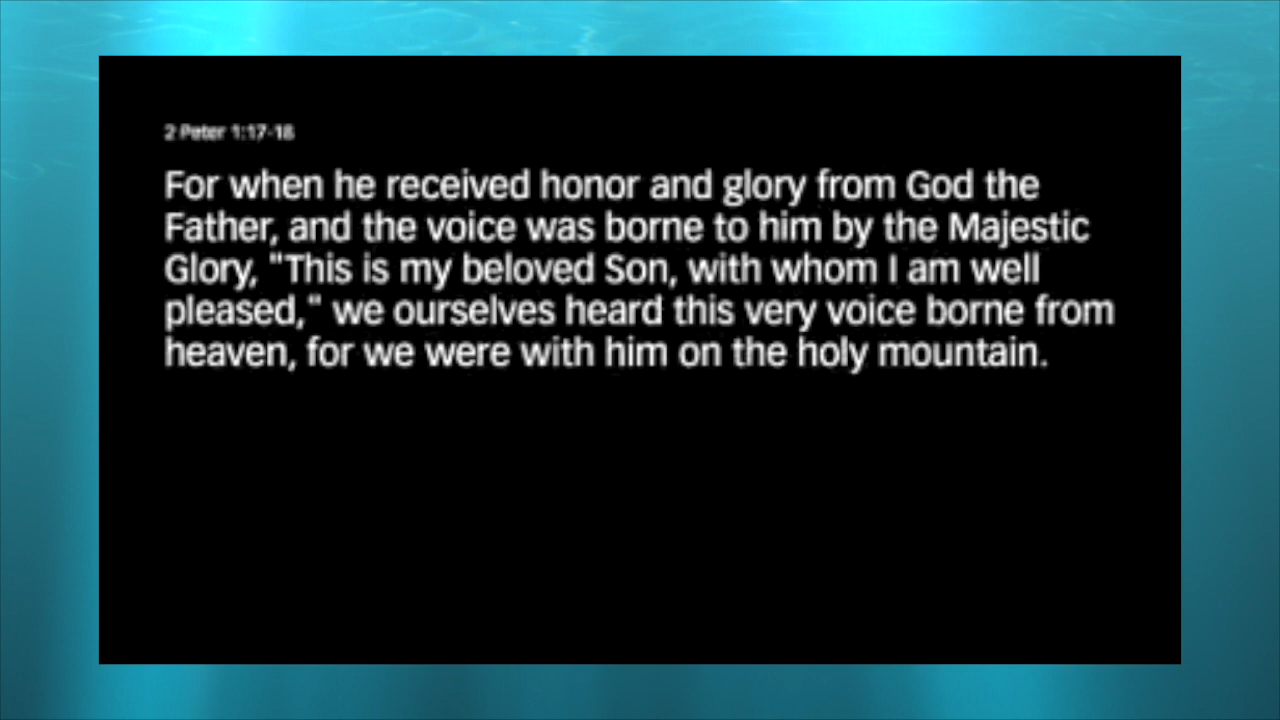 2 Peter 1:17-18
For when he received honor and glory from God the
Father, and the voice was borne to him by the Majestic
Glory, "This is my beloved Son, with whom I am well
pleased," we ourselves heard this very voice borne from
heaven, for we were with him on the holy mountain.